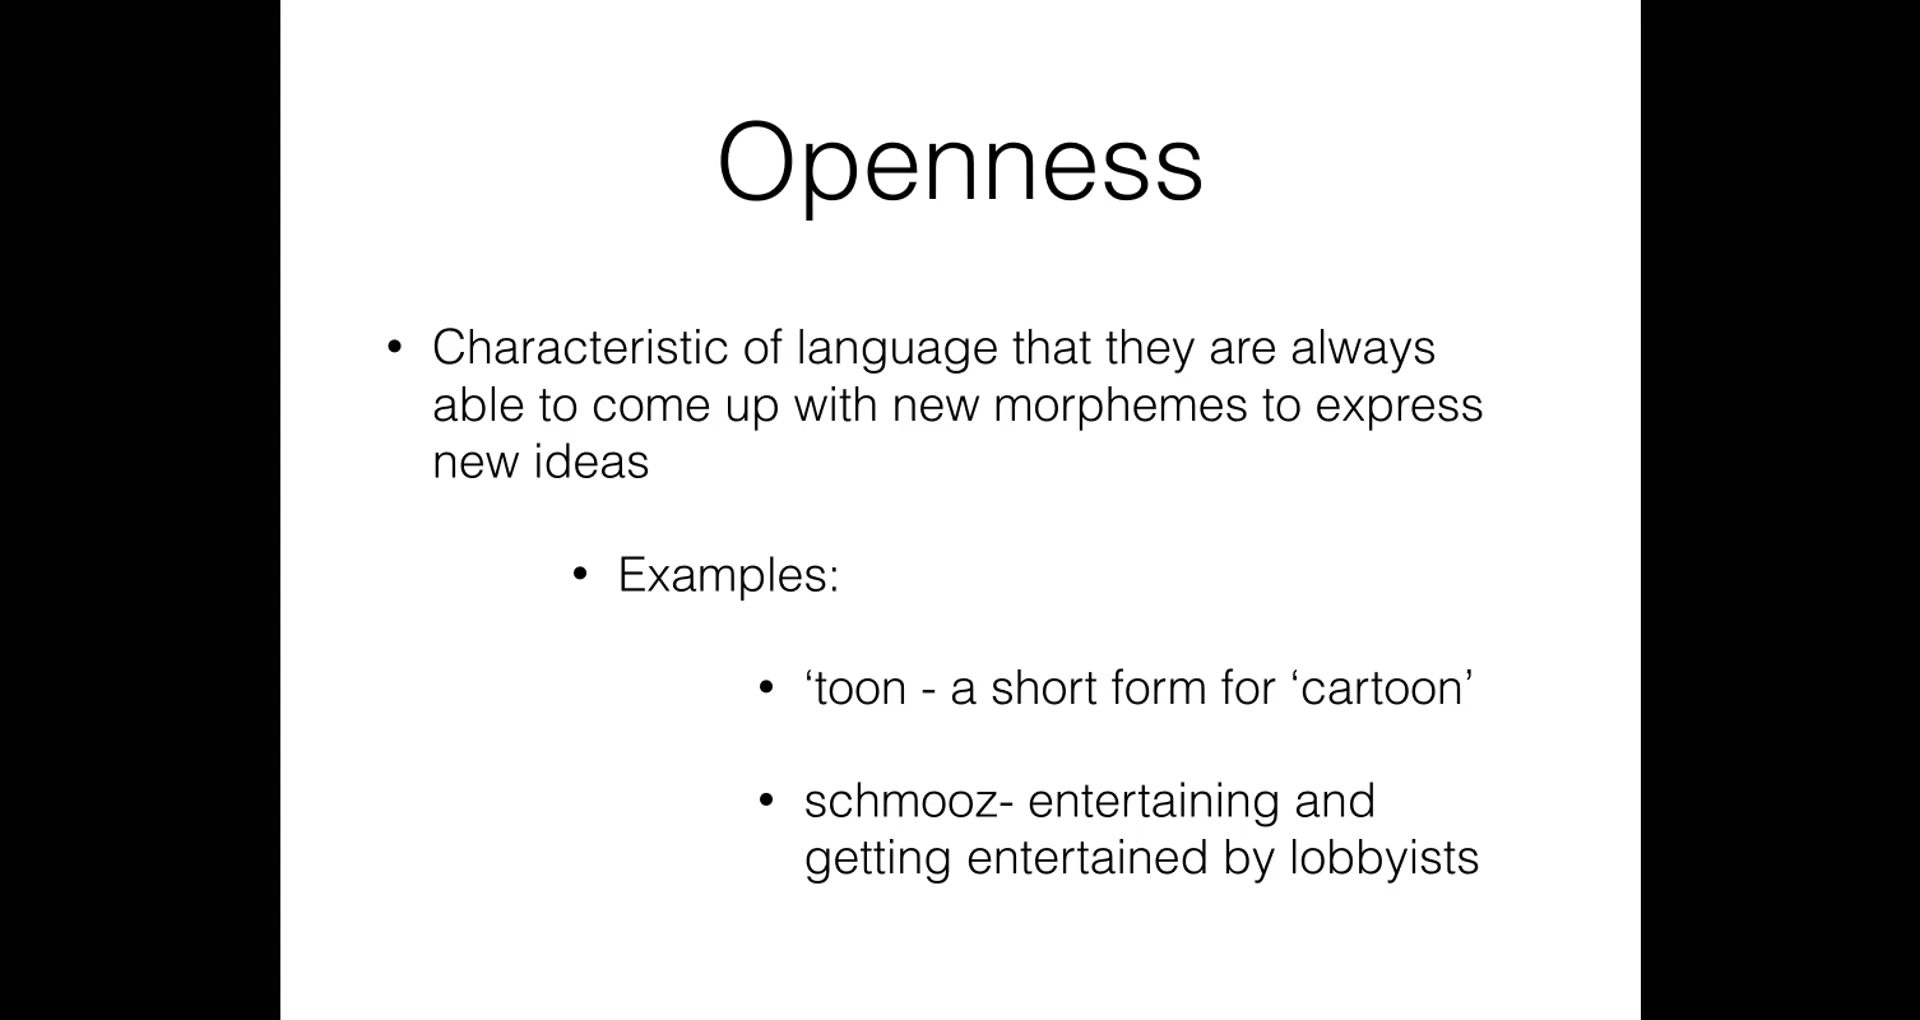 Openness
• Characteristic of language that they are always
able to come up with new morphemes to express
new ideas
• Examples:
• ‘toon - a short form for ‘cartoon’
• schmooz- entertaining and
getting entertained by lobbyists